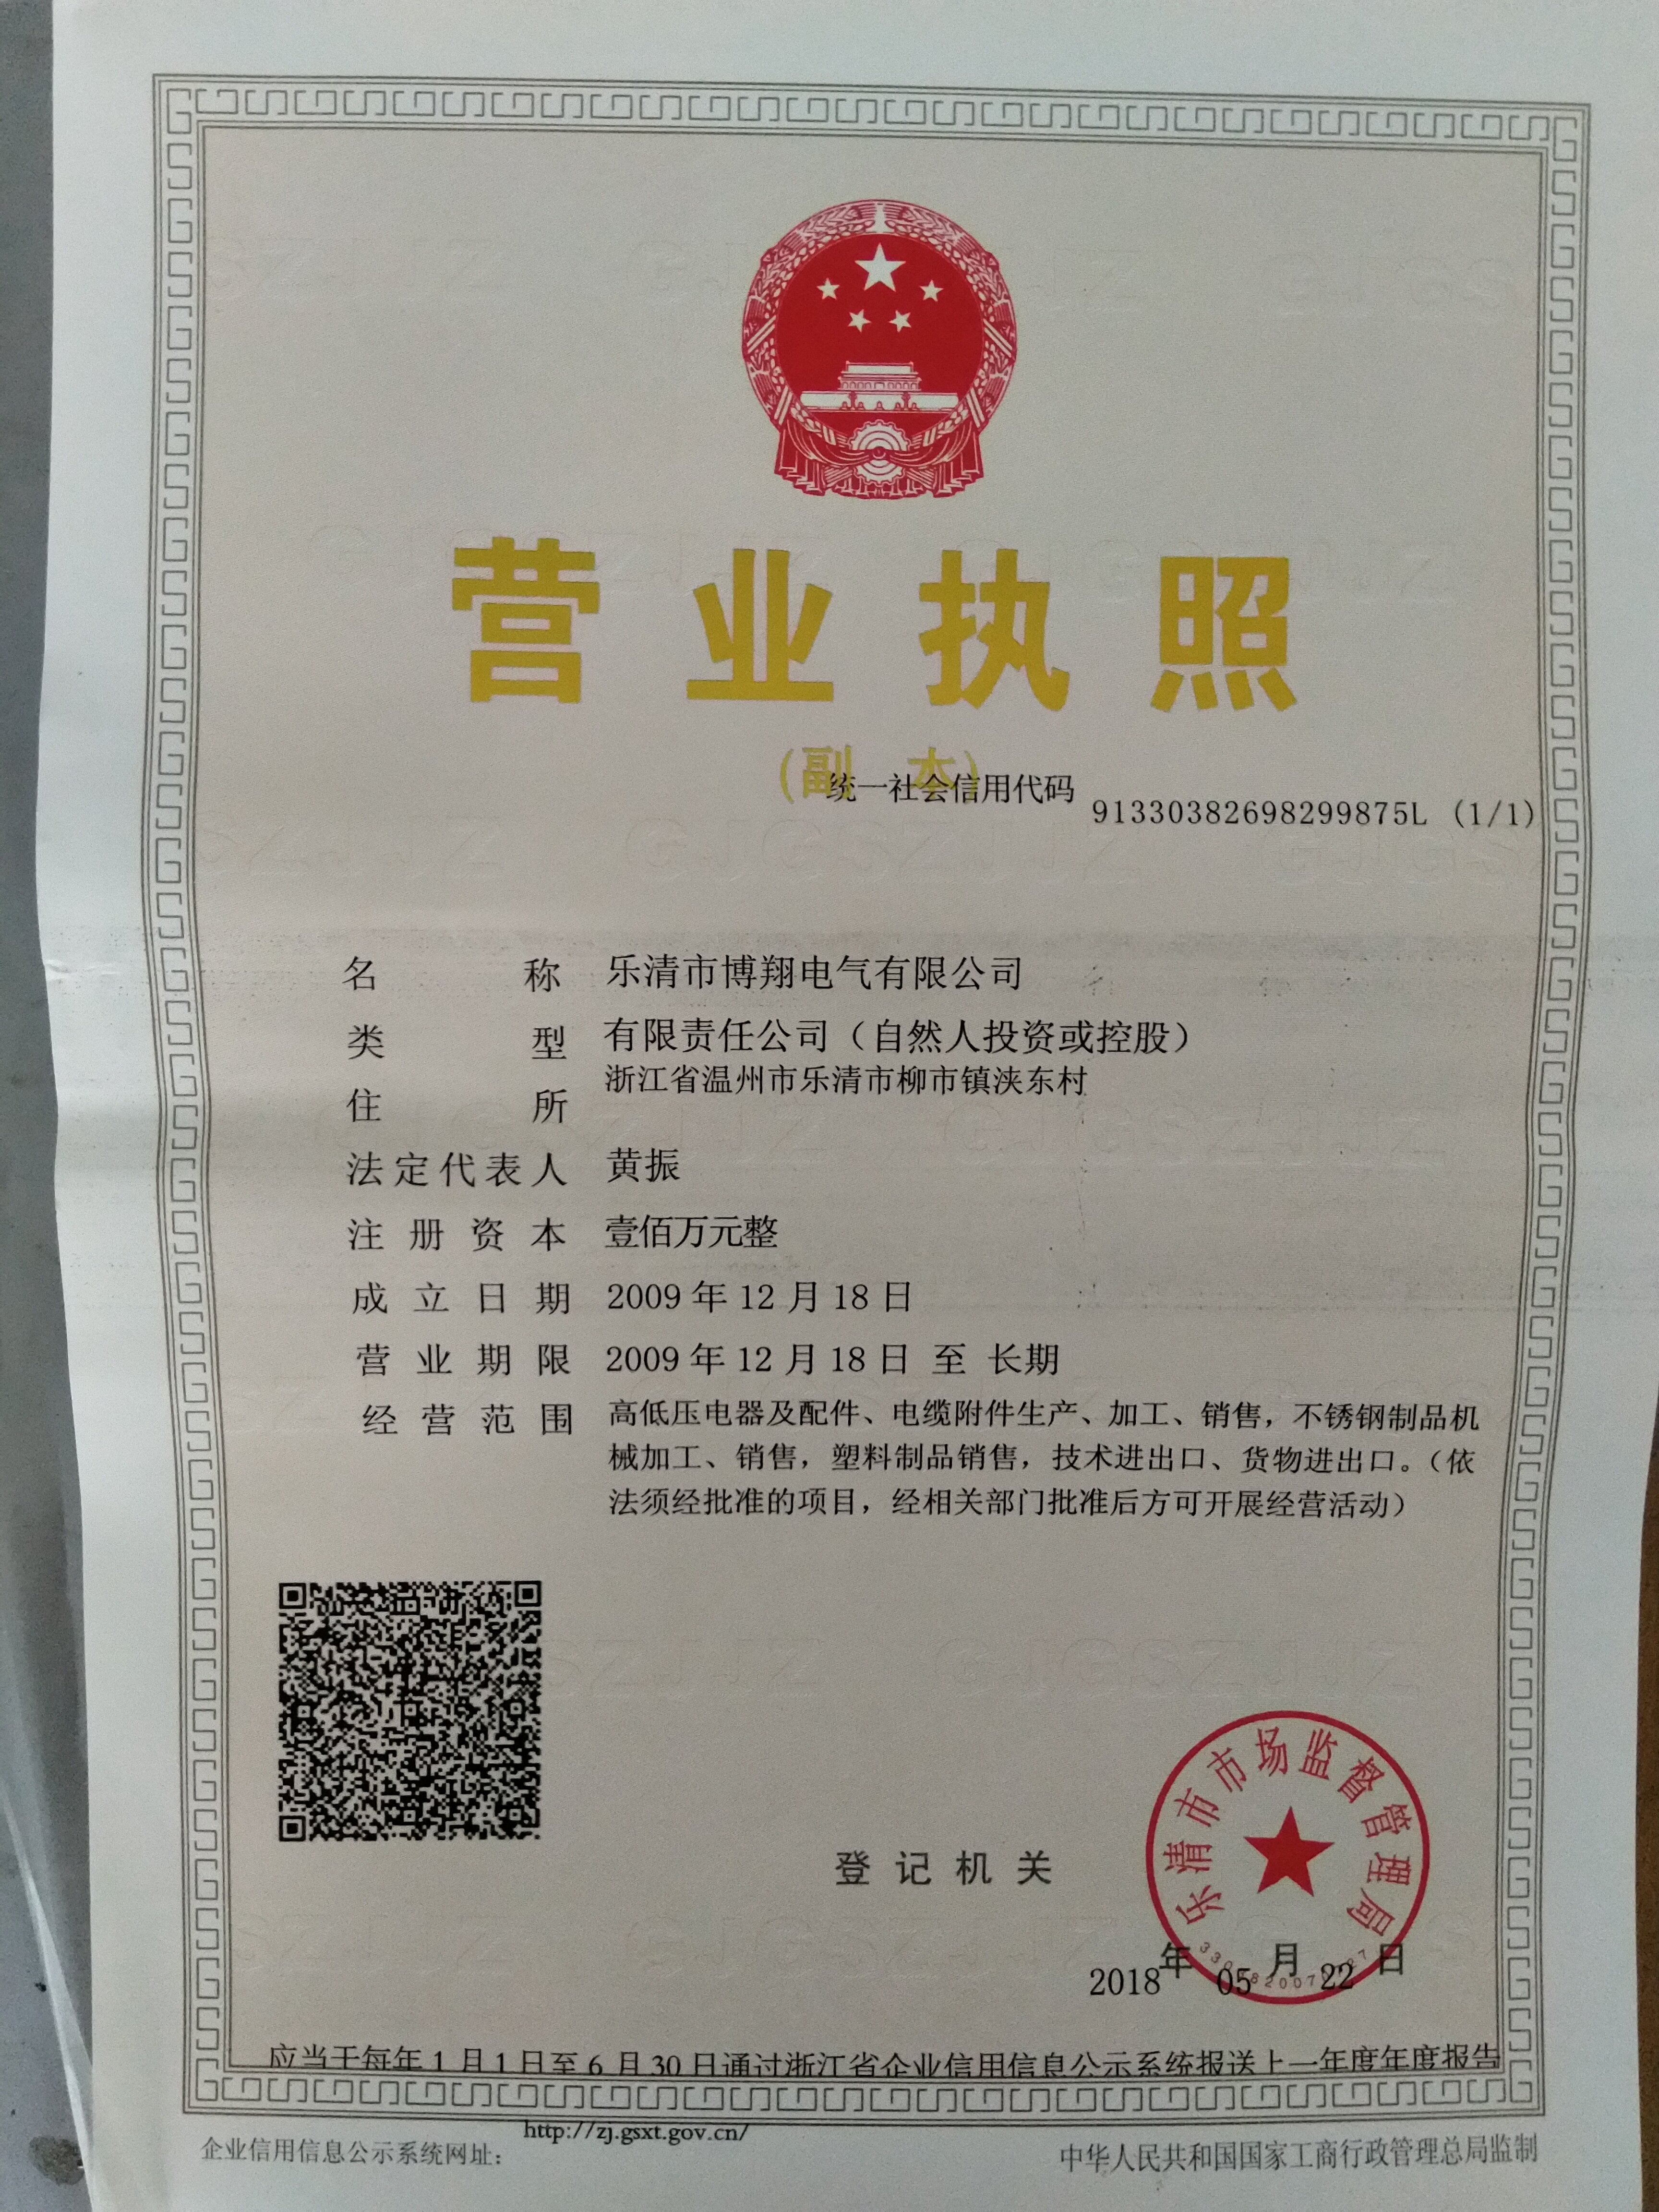 营业执照
(副 本)
统一社会信用代码
91330382698299875L (1/1)
名 称 乐清市博翔电气有限公司
类 型 有限责任公司（自然人投资或控股）
住 所 浙江省温州市乐清市柳市镇浃东村
法定代表人 黄振
注册资本 壹佰万元整
成立日期 2009 年 12 月 18 日
营业期限 2009 年 12 月 18 日 至 长期
经营范围 高低压电器及配件、电缆附件生产、加工、销售，不锈钢制品机
械加工、销售，塑料制品销售，技术进出口、货物进出口。（依
法须经批准的项目，经相关部门批准后方可开展经营活动）
乐清市市场监督管理局
登记机关
2018年 05月 22日
应当于每年1月1日至6月30日通过浙江省企业信用信息公示系统报送上一年度年度报告
企业信用信息公示系统网址： http://zj.gsxt.gov.cn/
中华人民共和国国家工商行政管理总局监制